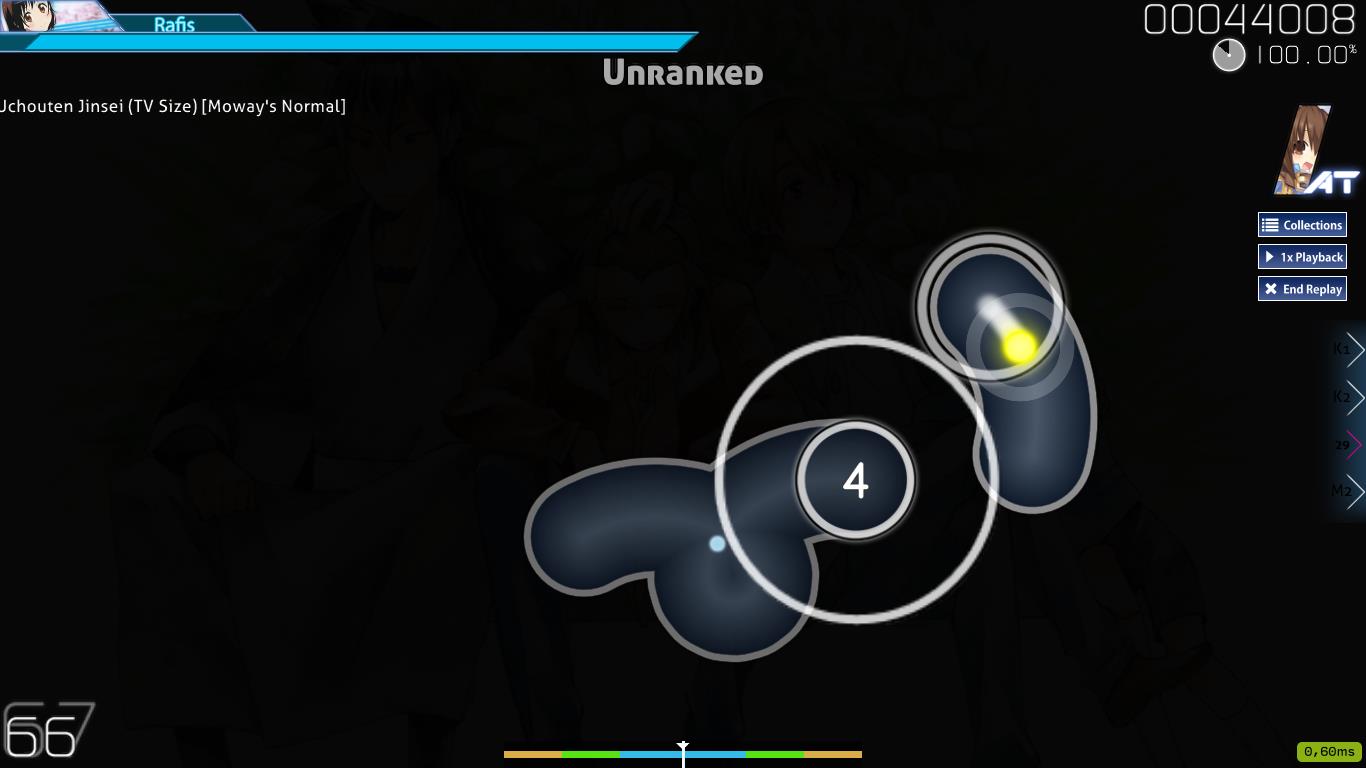 Rafis
00044008
100.00%
UNRANKED
Uchouten Jinsei (TV Size) [Moway's Normal]
AT
Collections
1x Playback
End Replay
K1
K2
29
M2
4
66
0,60ms